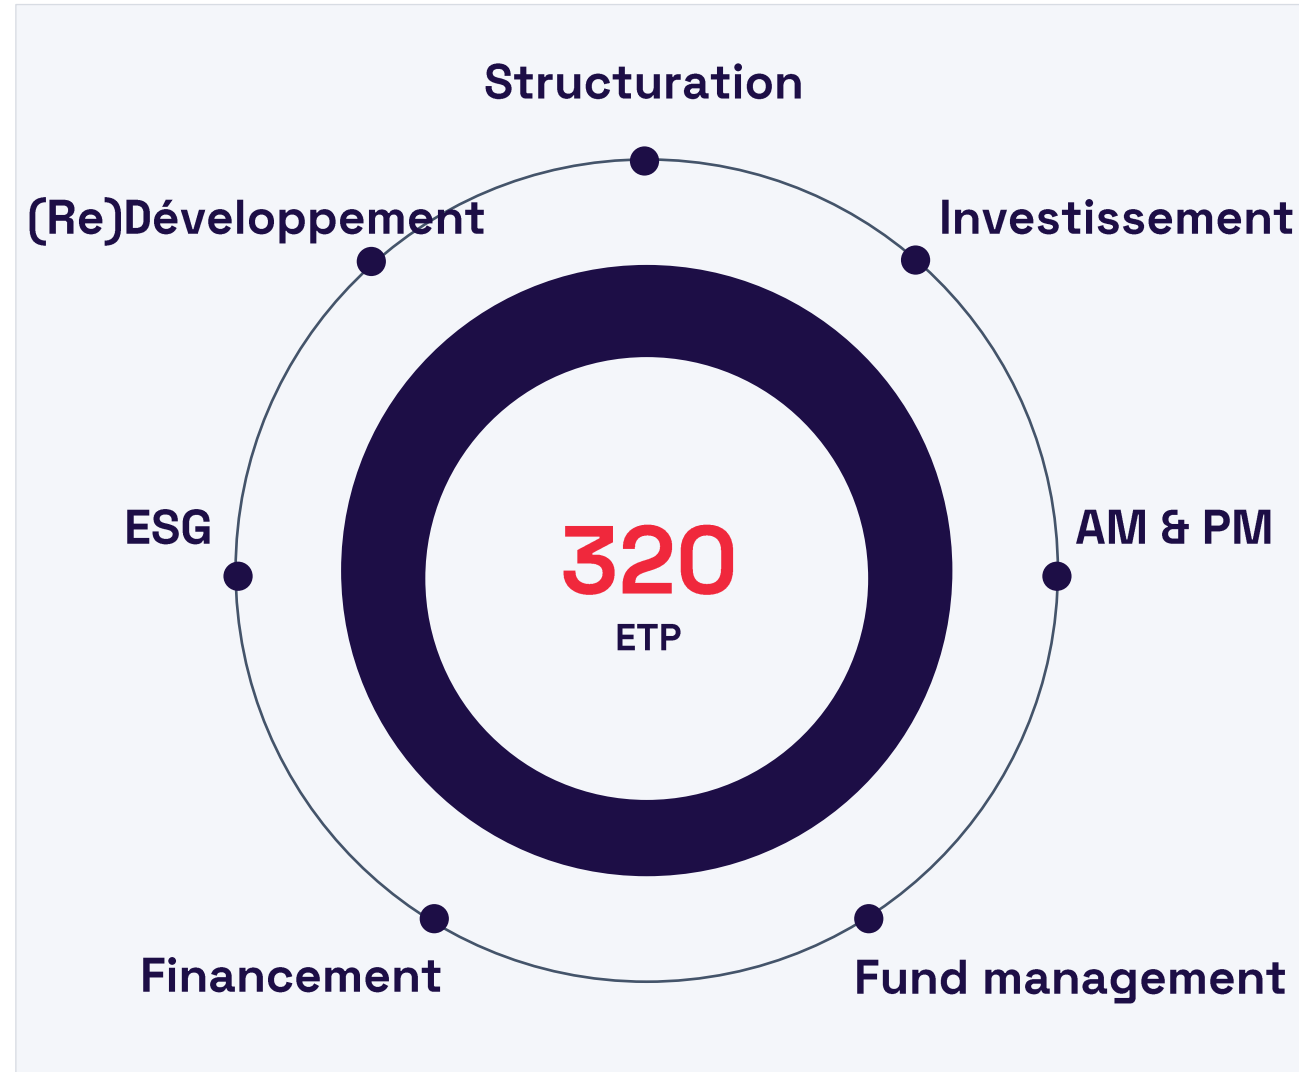 Structuration
(Re)Développement
Investissement
ESG
AM & PM
320
ETP
Financement
Fund management